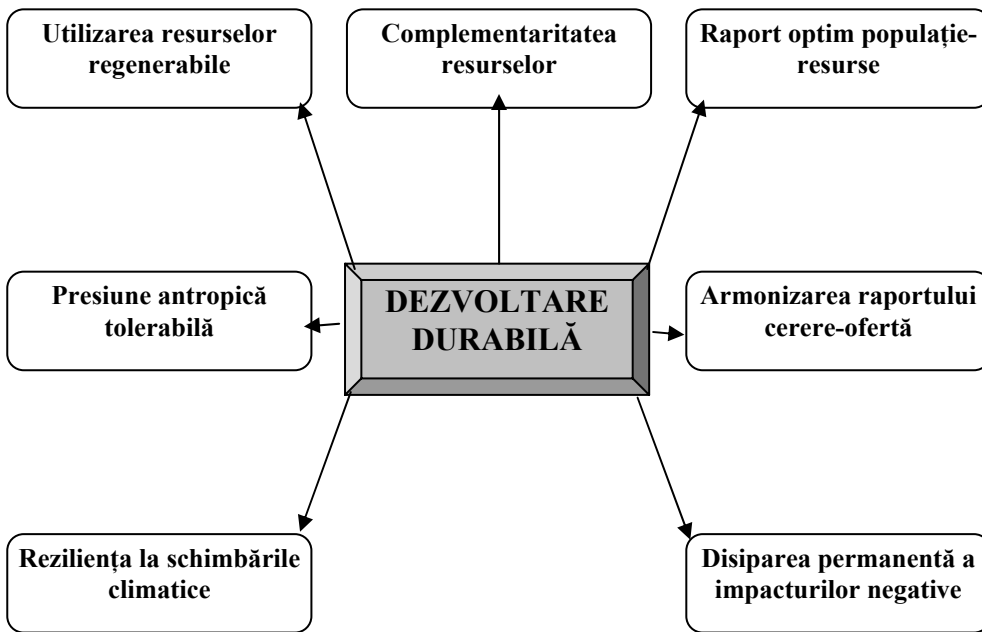 Utilizarea resurselor
regenerabile
Complementaritatea
resurselor
Raport optim populație-
resurse
Presiune antropică
tolerabilă
DEZVOLTARE
DURABILĂ
Armonizarea raportului
cerere-ofertă
Reziliența la schimbările
climatice
Disiparea permanentă a
impacturilor negative